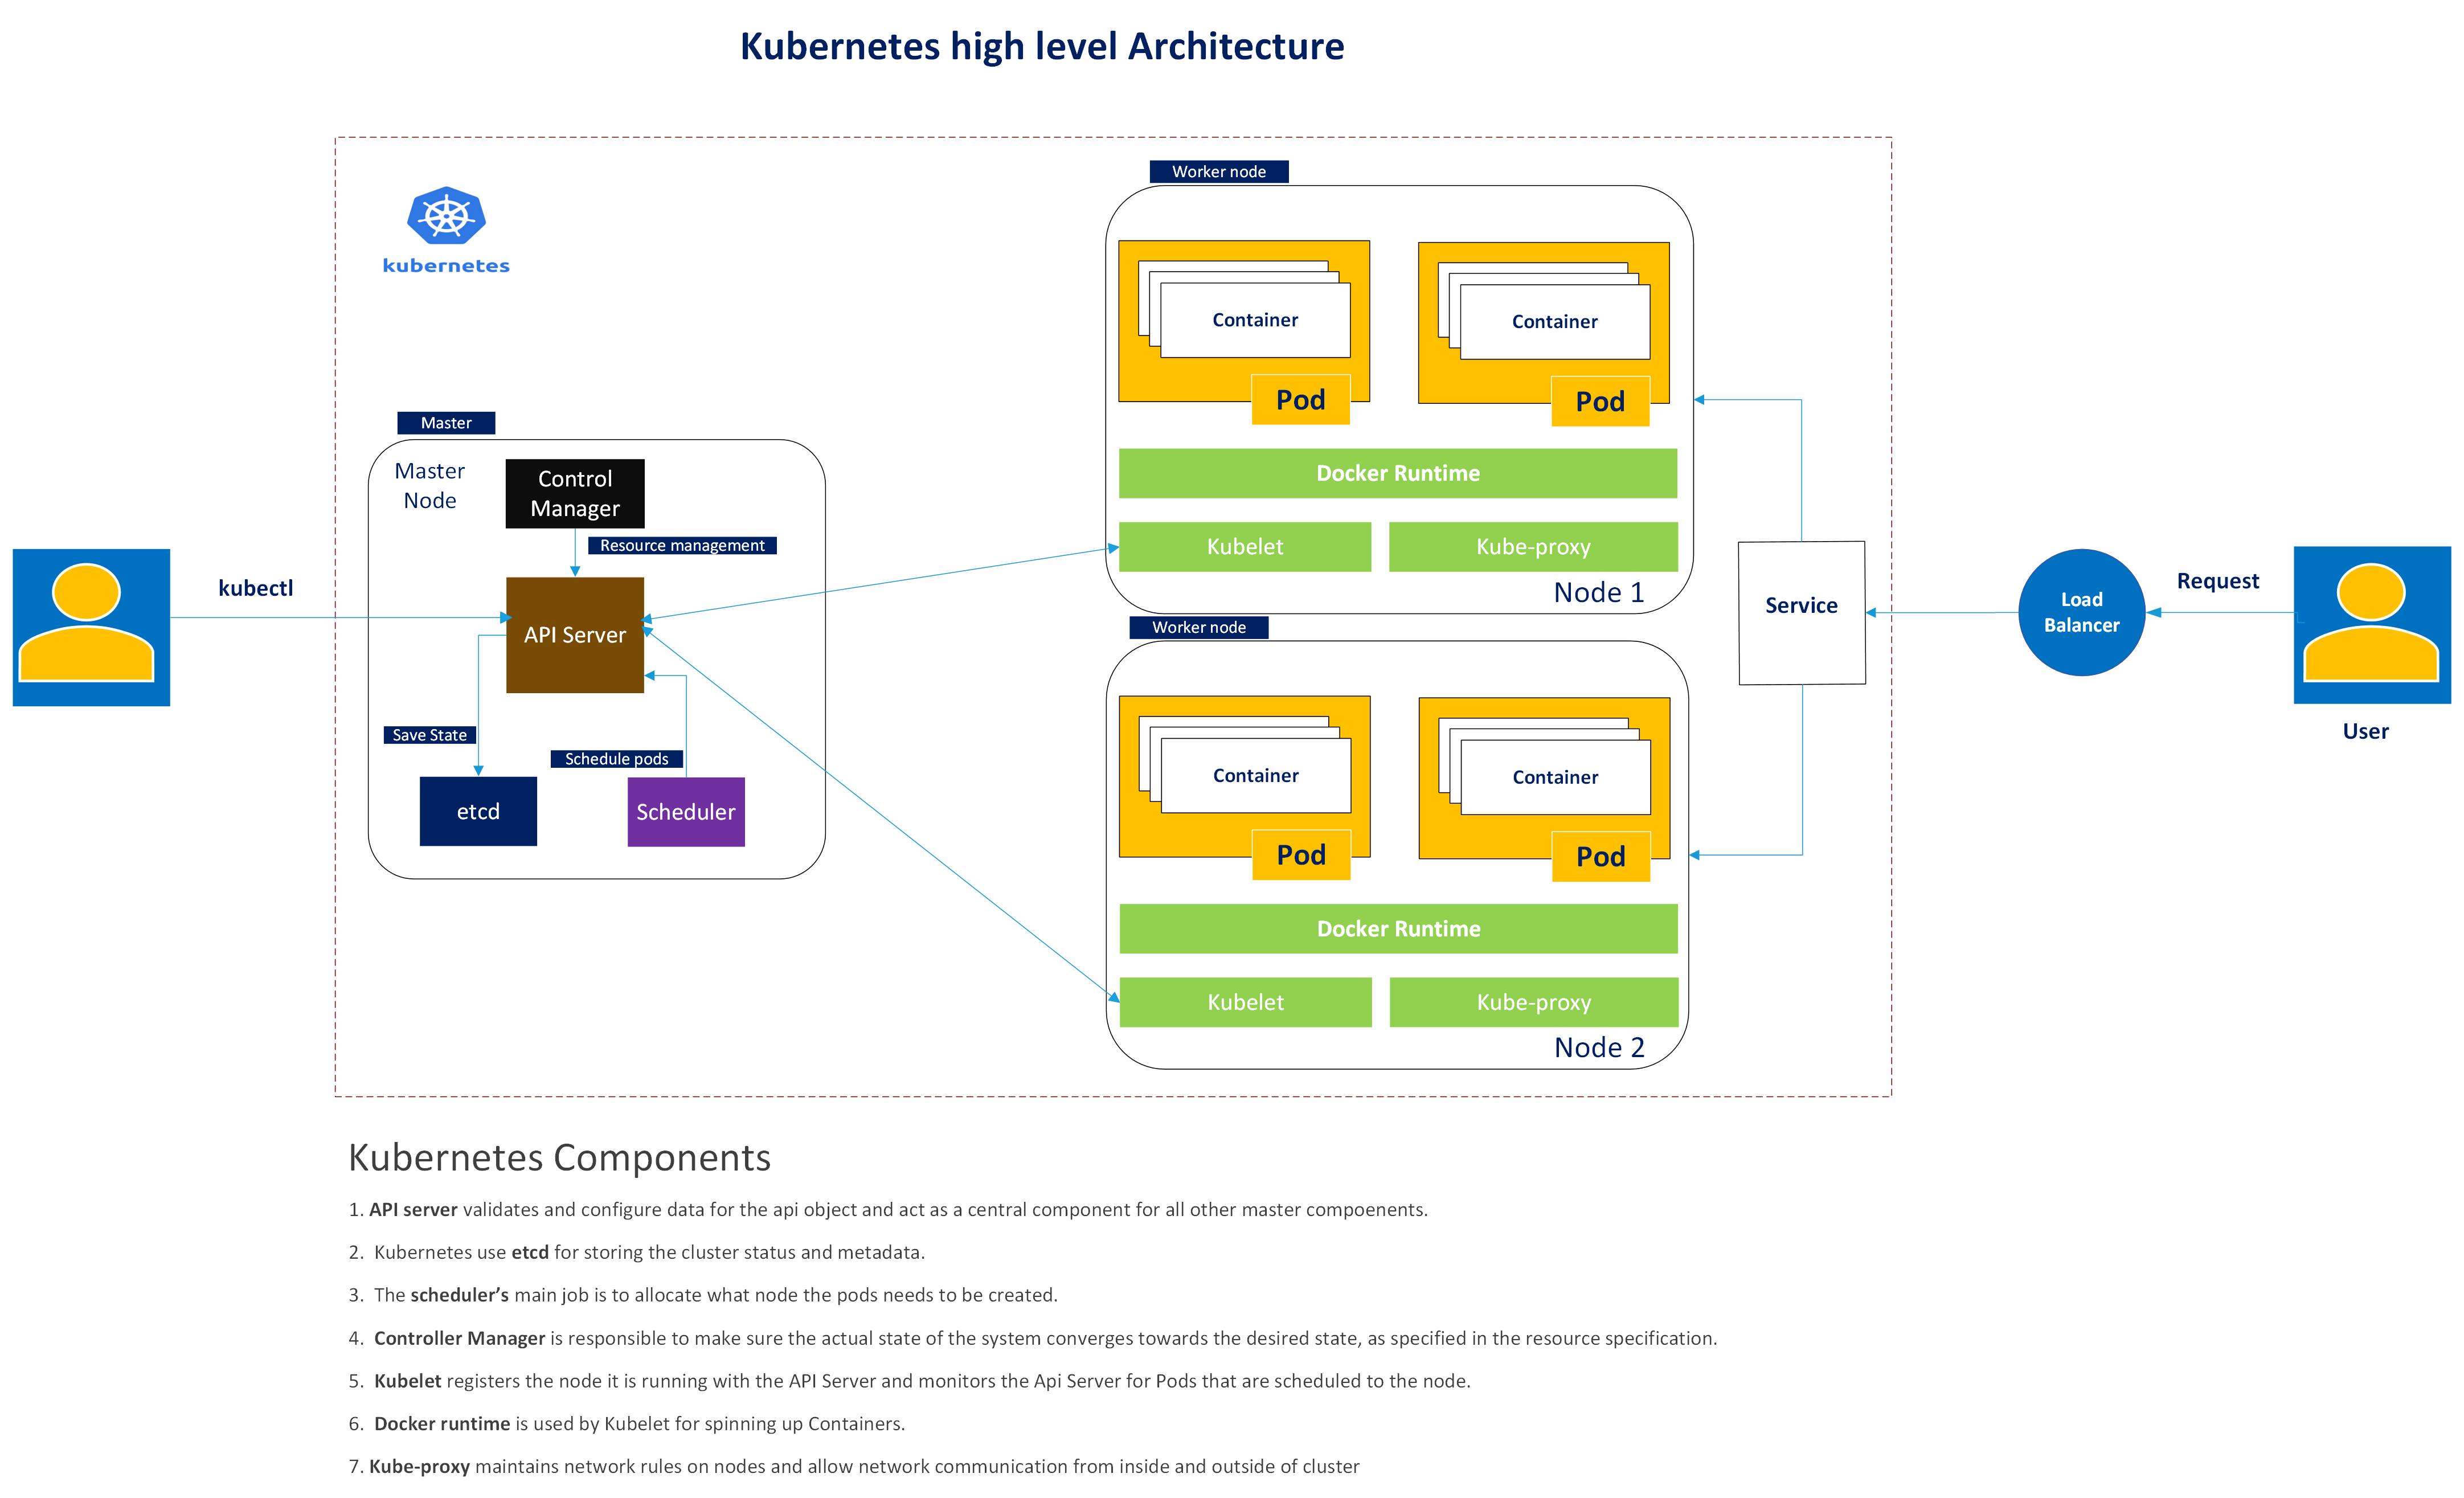 Kubernetes high level Architecture
kubernetes
Worker node
Container
Container
Pod
Pod
Docker Runtime
Kubelet
Kube-proxy
Node 1
Master
Master
Node
Control
Manager
Resource management
kubectl
API Server
Save State
Schedule pods
etcd
Scheduler
Worker node
Container
Container
Pod
Pod
Docker Runtime
Kubelet
Kube-proxy
Node 2
Service
Load
Balancer
Request
User
Kubernetes Components
1. API server validates and configure data for the api object and act as a central component for all other master compoenents.
2. Kubernetes use etcd for storing the cluster status and metadata.
3. The scheduler’s main job is to allocate what node the pods needs to be created.
4. Controller Manager is responsible to make sure the actual state of the system converges towards the desired state, as specified in the resource specification.
5. Kubelet registers the node it is running with the API Server and monitors the Api Server for Pods that are scheduled to the node.
6. Docker runtime is used by Kubelet for spinning up Containers.
7. Kube-proxy maintains network rules on nodes and allow network communication from inside and outside of cluster